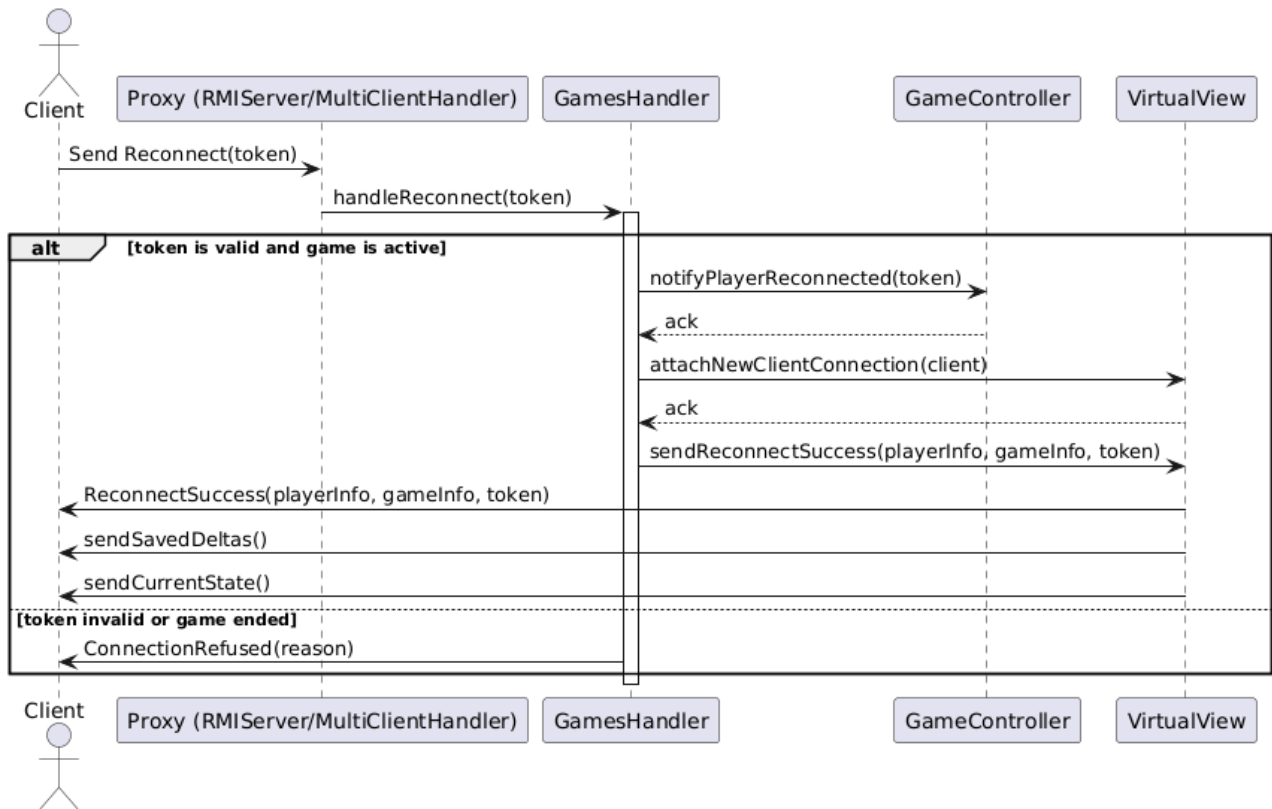 Client
Proxy (RMIServer/MultiClientHandler)
GamesHandler
GameController
VirtualView
Send Reconnect(token)
handleReconnect(token)
alt
[token is valid and game is active]
notifyPlayerReconnected(token)
ack
attachNewClientConnection(client)
ack
sendReconnectSuccess(playerInfo, gameInfo, token)
ReconnectSuccess(playerInfo, gameInfo, token)
sendSavedDeltas()
sendCurrentState()
[token invalid or game ended]
ConnectionRefused(reason)
Client
Proxy (RMIServer/MultiClientHandler)
GamesHandler
GameController
VirtualView